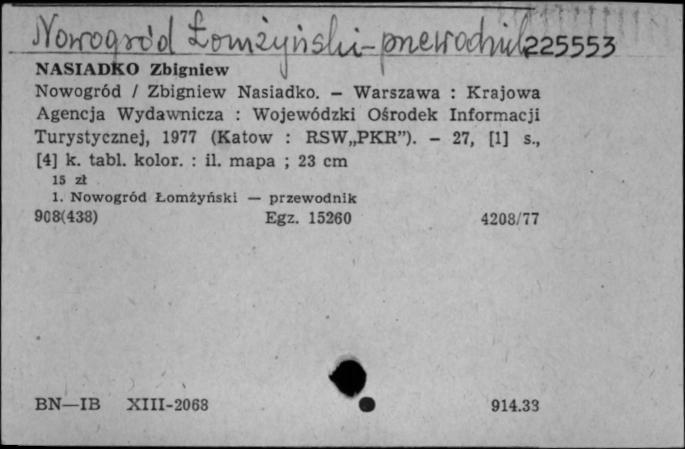 Nowogród Łomżyński - przewodnik 225553
NASIADKO Zbigniew
Nowogród / Zbigniew Nasiadko. — Warszawa : Krajowa
Agencja Wydawnicza : Wojewódzki Ośrodek Informacji
Turystycznej, 1977 (Katow : RSW„PKR”). — 27, [1] s.,
[4] k. tabl. kolor. : il. mapa ; 23 cm
15 zł
1. Nowogród Łomżyński — przewodnik
908(438) Egz. 15260 4208/77
BN—IB XIII-2068 914.33